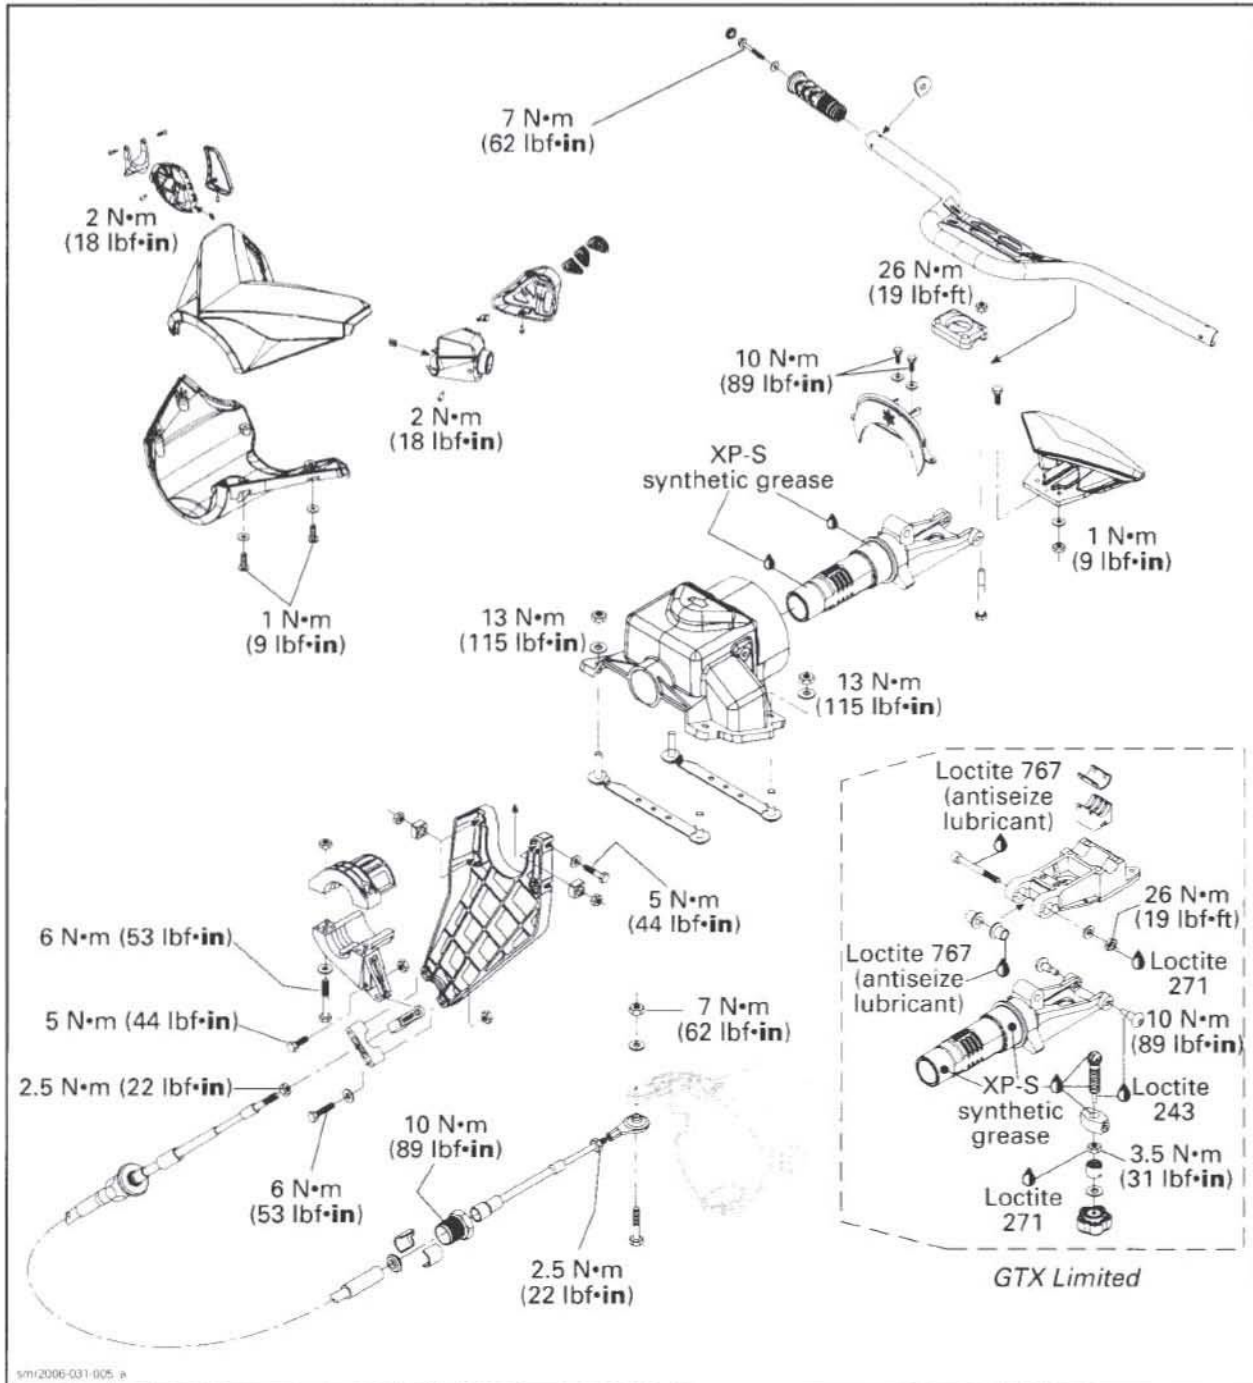 7 N•m
(62 lbf•in)
2 N•m
(18 lbf•in)
26 N•m
(19 lbf•ft)
10 N•m
(89 lbf•in)
2 N•m
(18 lbf•in)
XP-S
synthetic grease
1 N•m
(9 lbf•in)
1 N•m
(9 lbf•in)
13 N•m
(115 lbf•in)
13 N•m
(115 lbf•in)
Loctite 767
(antiseize
lubricant)
5 N•m
(44 lbf•in)
26 N•m
(19 lbf•ft)
6 N•m (53 lbf•in)
Loctite 767
(antiseize
lubricant)
Loctite
271
5 N•m (44 lbf•in)
7 N•m
(62 lbf•in)
10 N•m
(89 lbf•in)
2.5 N•m (22 lbf•in)
XP-S
synthetic
grease
Loctite
243
10 N•m
(89 lbf•in)
6 N•m
(53 lbf•in)
3.5 N•m
(31 lbf•in)
Loctite
271
2.5 N•m
(22 lbf•in)
GTX Limited
smr2006-031-005_a